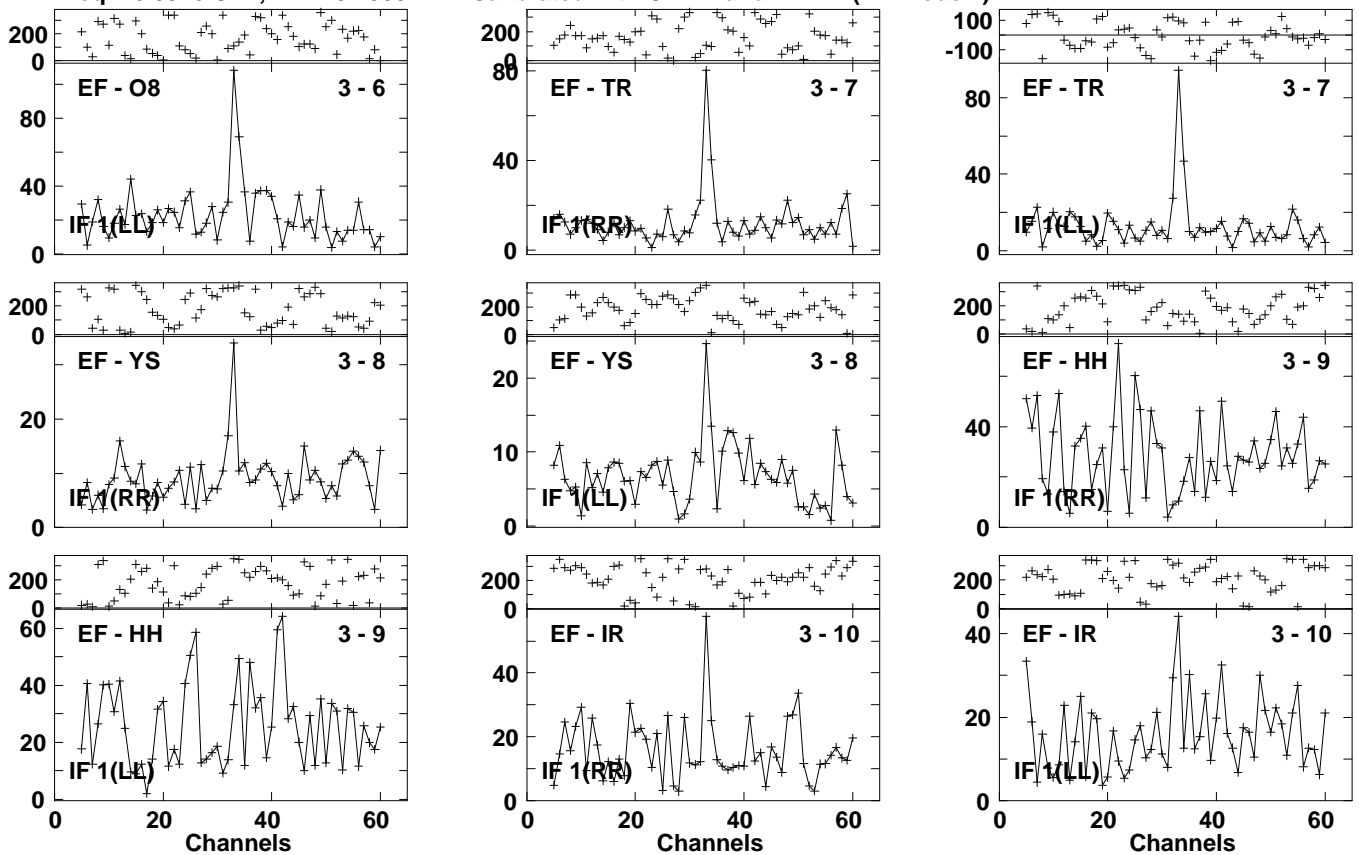 200
0
200
0
100
-100
EF - O8 3 - 6
80
40
0
IF 1(LL)
EF - TR 3 - 7
80
40
0
IF 1(RR)
EF - TR 3 - 7
80
40
0
IF 1(LL)
200
0
200
0
200
0
EF - YS 3 - 8
20
0
IF 1(RR)
EF - YS 3 - 8
20
10
0
IF 1(LL)
EF - HH 3 - 9
40
0
IF 1(RR)
200
0
200
0
200
0
EF - HH 3 - 9
60
40
20
0
IF 1(LL)
EF - IR 3 - 10
40
20
0
IF 1(RR)
EF - IR 3 - 10
40
20
0
IF 1(LL)
0 20 40 60
Channels
0 20 40 60
Channels
0 20 40 60
Channels